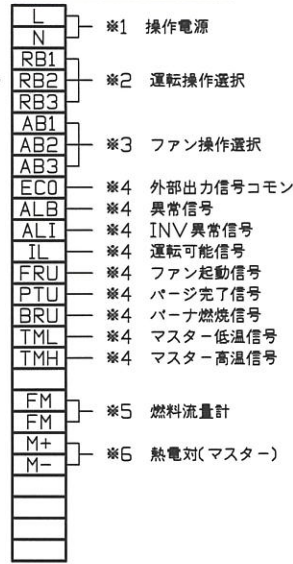 L
N
※1 操作電源
RB1
RB2 ※2 運転操作選択
RB3
AB1
AB2 ※3 ファン操作選択
AB3
ECO ※4 外部出力信号コモン
ALB ※4 異常信号
ALI ※4 INV異常信号
IL ※4 運転可能信号
FRU ※4 ファン起動信号
PTU ※4 パージ完了信号
BRU ※4 バーナ燃焼信号
TML ※4 マスター低温信号
TMH ※4 マスター高温信号
FM
FM
※5 燃料流量計
M+
M-
※6 熱電対(マスター)